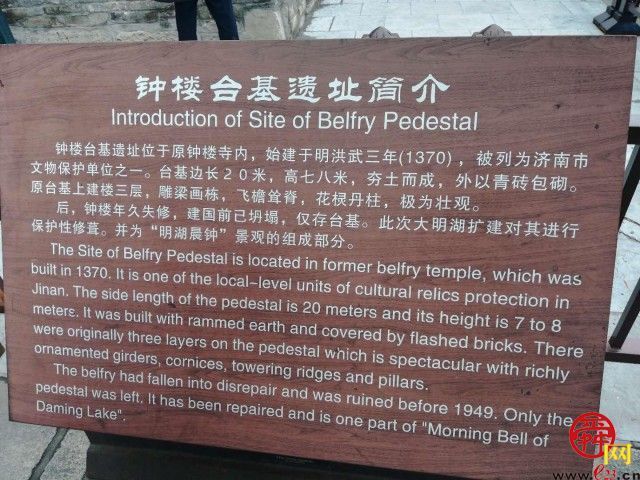 钟楼台基遗址简介
Introduction of Site of Belfry Pedestal
钟楼台基遗址位于原钟楼寺内，始建于明洪武三年(1370)，被列为济南市
文物保护单位之一。台基边长２０米，高七八米，夯土而成，外以青砖包砌。
原台基上建楼三层，雕梁画栋，飞檐耸脊，花棂丹柱，极为壮观。
后，钟楼年久失修，建国前已坍塌，仅存台基。此次大明湖扩建对其进行
保护性修葺。并为“明湖晨钟”景观的组成部分。
The Site of Belfry Pedestal is located in former belfry temple, which was
built in 1370. It is one of the local-level units of cultural relics protection in
Jinan. The side length of the pedestal is 20 meters and its height is 7 to 8
meters. It was built with rammed earth and covered by flashed bricks. There
were originally three layers on the pedestal which is spectacular with richly
ornamented girders, cornices, towering ridges and pillars.
The belfry had fallen into disrepair and was ruined before 1949. Only the
pedestal was left. It has been repaired and is one part of "Morning Bell of
Daming Lake".
舜网
www.e23.cn